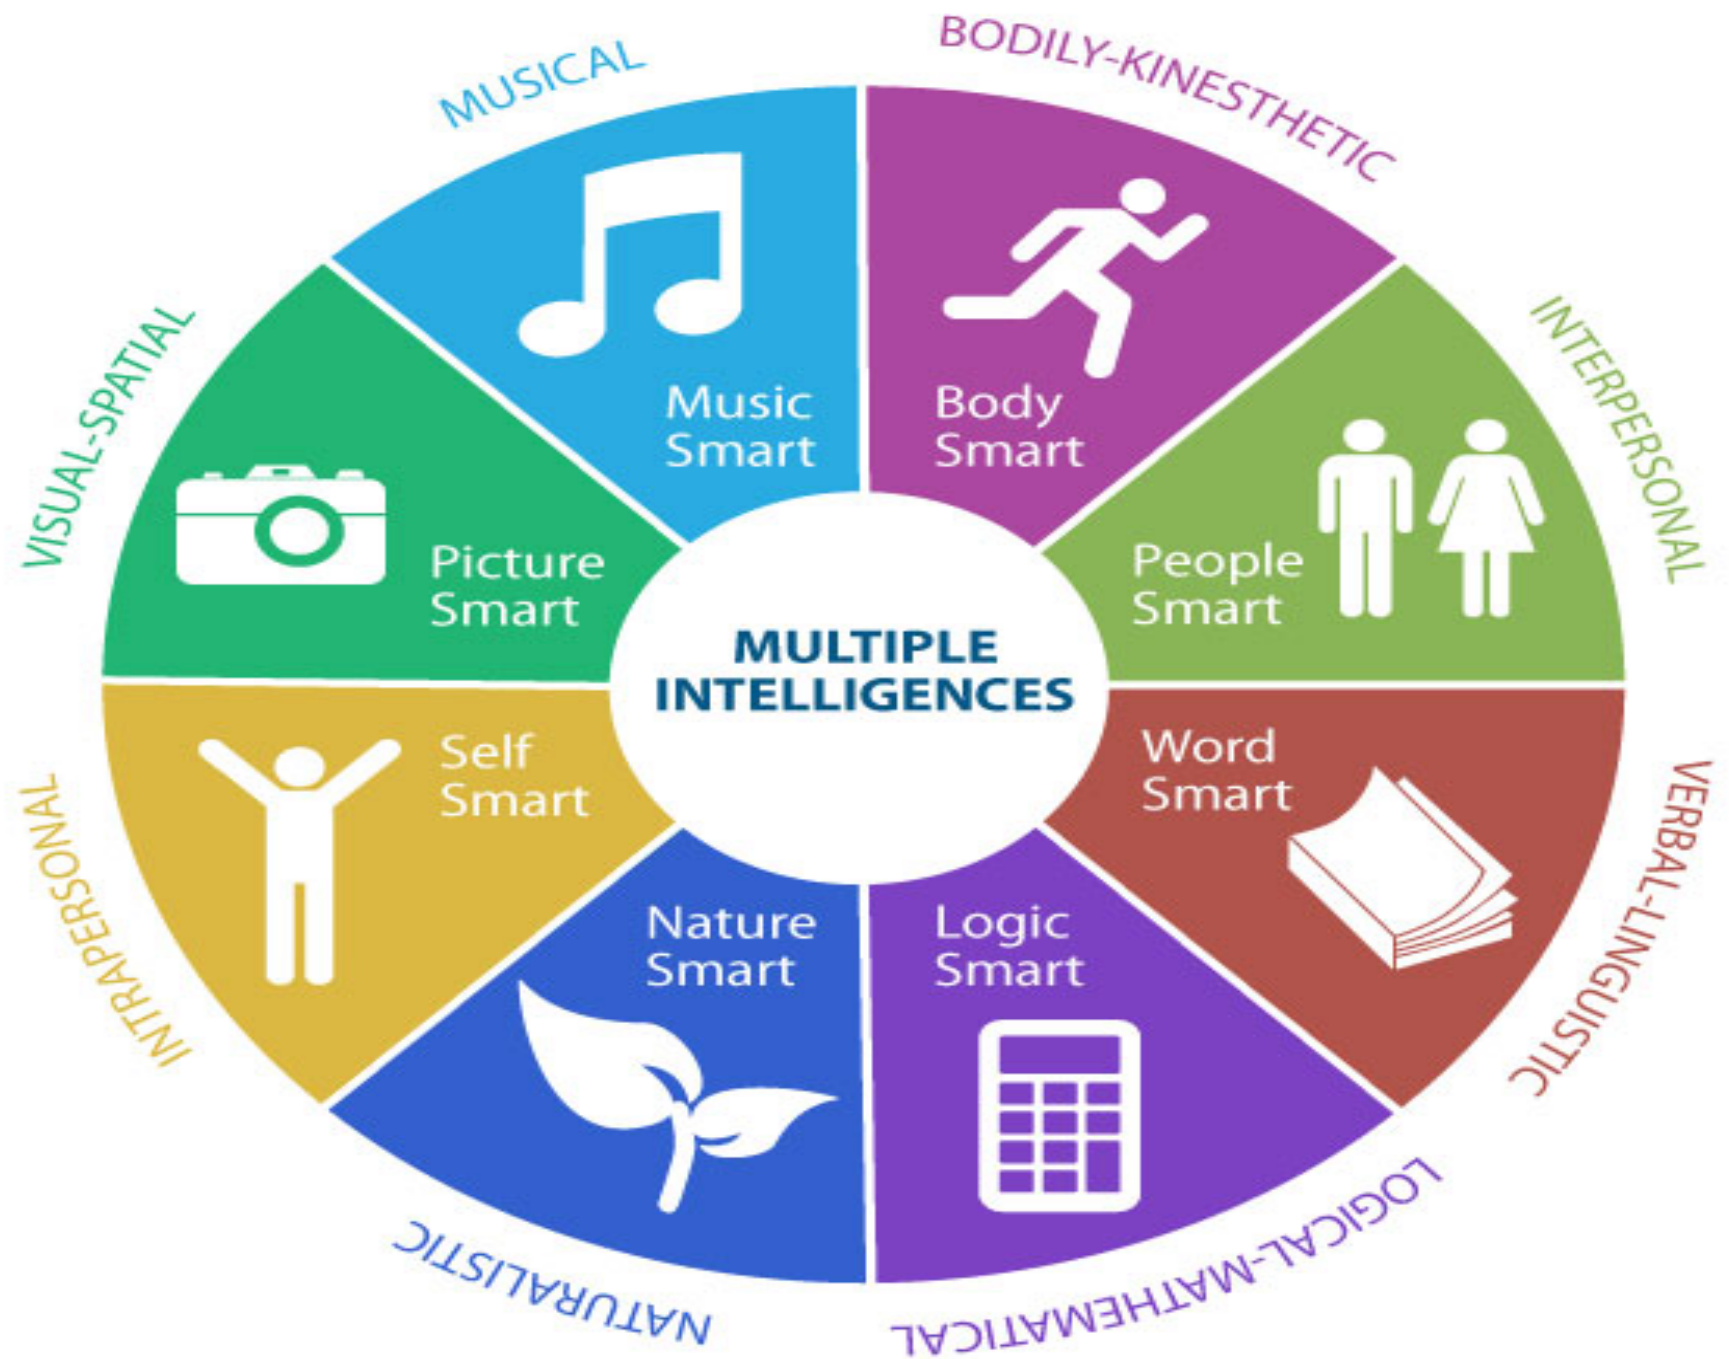 MUSICAL
BODILY-KINESTHETIC
INTERPERSONAL
VERBAL-LINGUISTIC
LOGICAL-MATHEMATICAL
NATURALISTIC
INTRAPERSONAL
VISUAL-SPATIAL
Music
Smart
Body
Smart
People
Smart
Word
Smart
Logic
Smart
Nature
Smart
Self
Smart
Picture
Smart
MULTIPLE
INTELLIGENCES